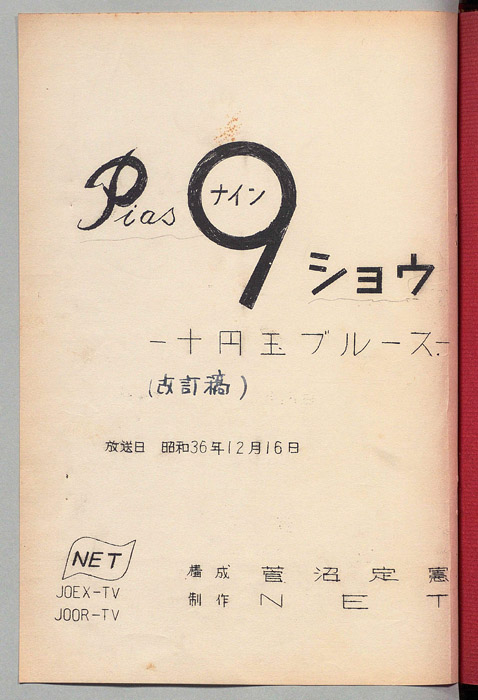 Pias 9 ナイン ショウ
－十円玉ブルース－
(改訂稿)
放送日 昭和36年12月16日
NET
JOEX-TV
JOOR-TV
構成 菅沼定憲
制作 NET